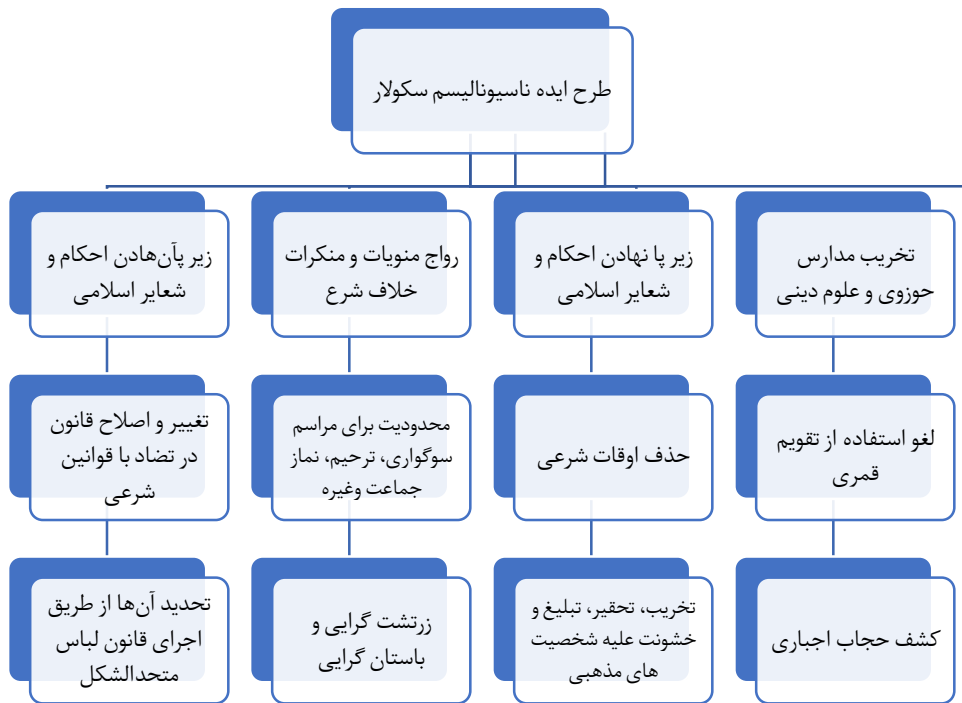 طرح ایده ناسیونالیسم سکولار
تخریب مدارس
حوزوی و علوم دینی
زیر پا نهادن احکام و
شعایر اسلامی
رواج منویات و منکرات
خلاف شرع
زیر پآن‌هادن احکام و
شعایر اسلامی
لغو استفاده از تقویم
قمری
حذف اوقات شرعی
محدودیت برای مراسم
سوگواری، ترحیم، نماز
جماعت وغیره
تغییر و اصلاح قانون
در تضاد با قوانین
شرعی
کشف حجاب اجباری
تخریب، تحقیر، تبلیغ و
خشونت علیه شخصیت
های مذهبی
زرتشت گرایی و
باستان گرایی
تحدید آن‌ها از طریق
اجرای قانون لباس
متحدالشکل